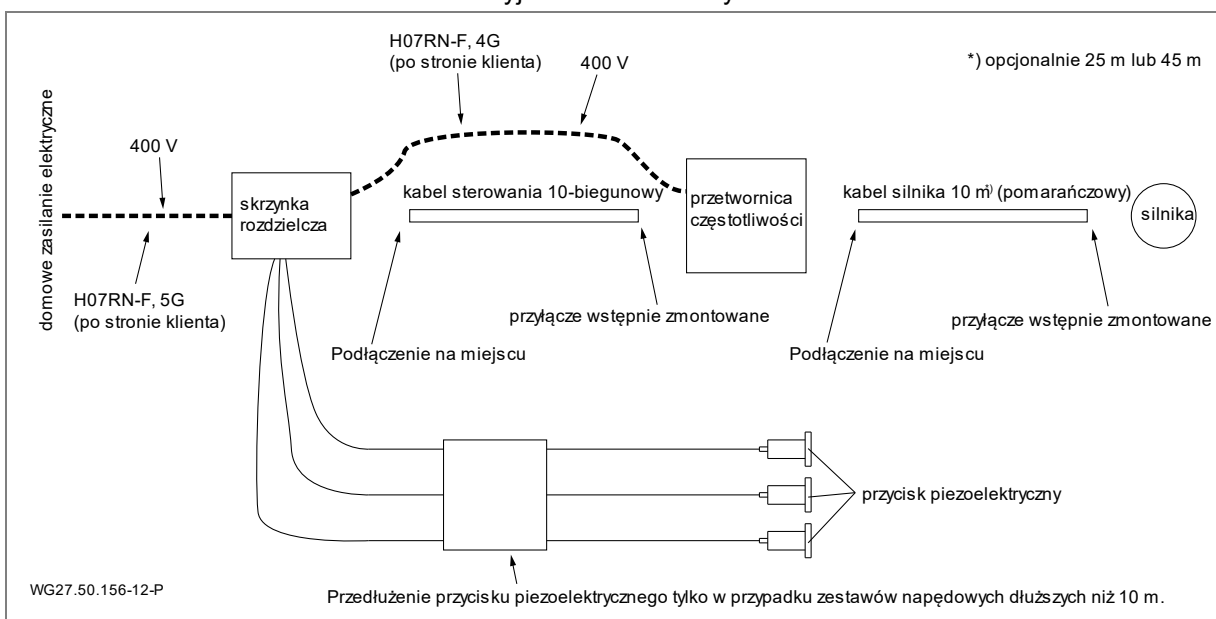 H07RN-F, 4G
(po stronie klienta)
400 V
*) opcjonalnie 25 m lub 45 m
domowe zasilanie elektryczne
400 V
skrzynka
rozdzielcza
kabel sterowania 10-biegunowy
przetwornica
częstotliwości
kabel silnika 10 m*) (pomarańczowy)
silnika
H07RN-F, 5G
(po stronie klienta)
przyłącze wstępnie zmontowane
przyłącze wstępnie zmontowane
Podłączenie na miejscu
Podłączenie na miejscu
przycisk piezoelektryczny
WG27.50.156-12-P
Przedłużenie przycisku piezoelektrycznego tylko w przypadku zestawów napędowych dłuższych niż 10 m.